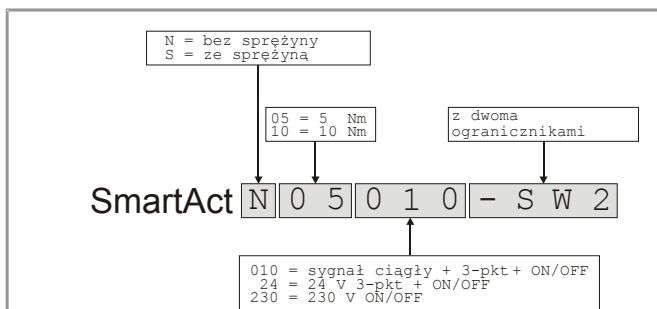 N = bez sprężyny
S = ze sprężyną
05 = 5 Nm
10 = 10 Nm
z dwoma
ogranicznikami
SmartAct N 0 5 0 1 0 - S W 2
010 = sygnał ciągły + 3-pkt + ON/OFF
24 = 24 V 3-pkt + ON/OFF
230 = 230 V ON/OFF